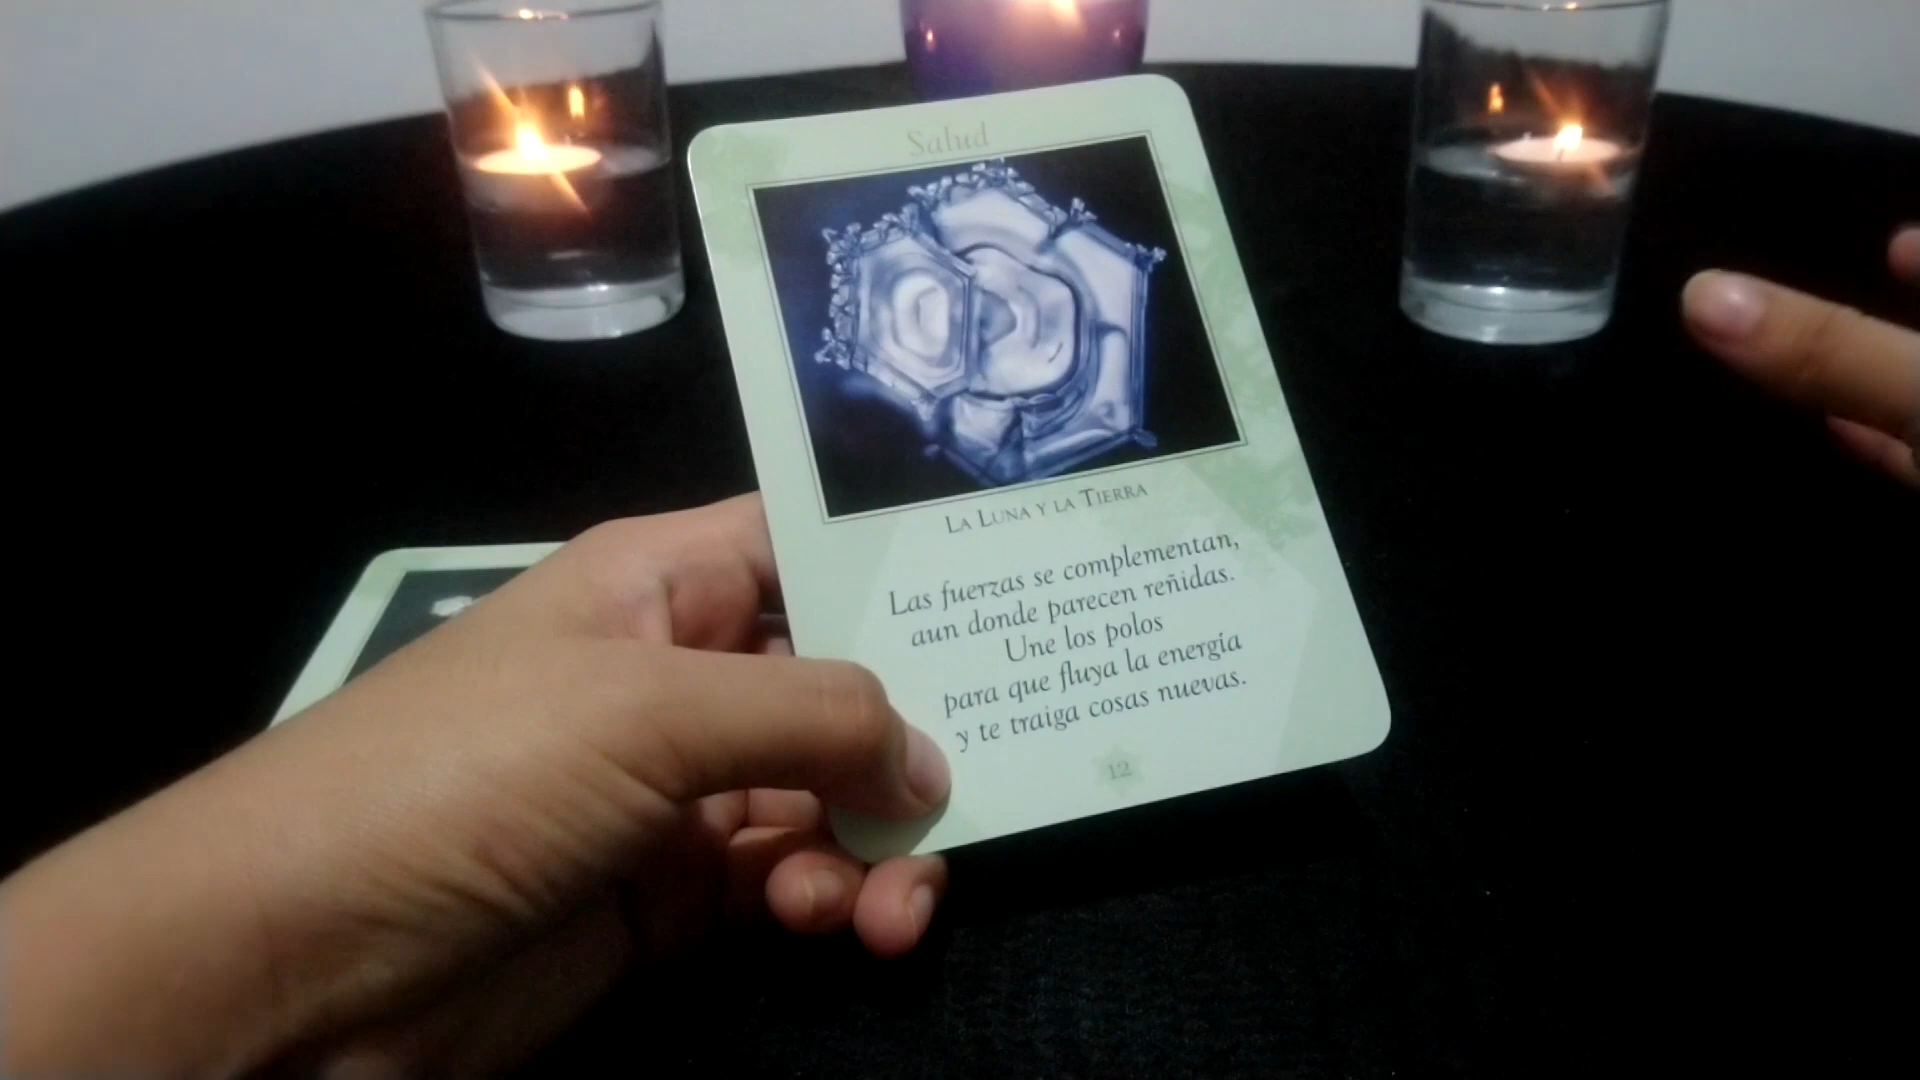 Salud
La Luna y la Tierra
Las fuerzas se complementan,
aun donde parecen reñidas.
Une los polos
para que fluya la energía
y te traiga cosas nuevas.
12